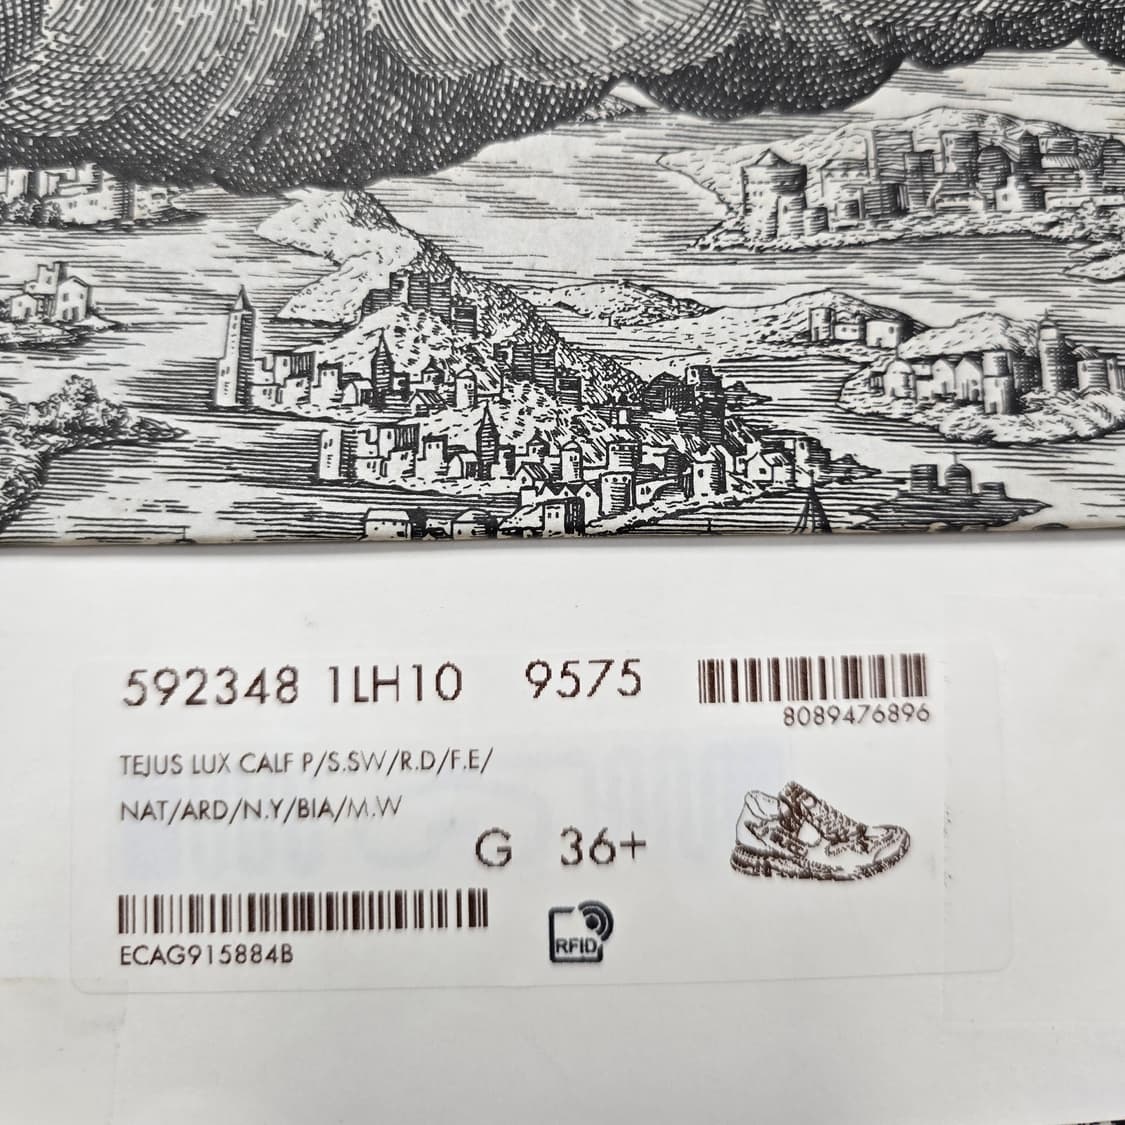 592348 1LH10 9575
8089476896
TEJUS LUX CALF P/S.SW/R.D/F.E/
NAT/ARD/N.Y/BIA/M.W
G 36+
ECAG915884B
RFID